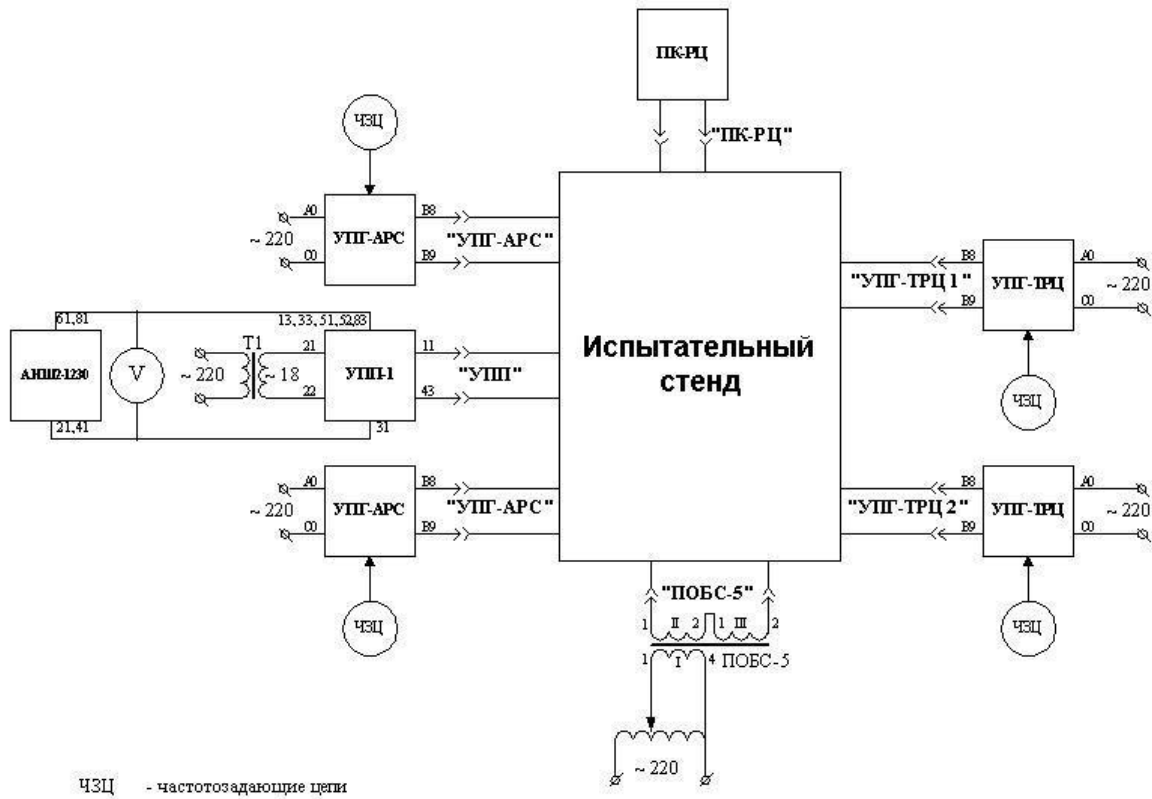 ПК-РЦ
"ПК-РЦ"
ЧЗЦ
А0
~ 220
С0
УПГ-АРС
В8
"УПГ-АРС"
В9
61,81
АНШ2-1230
21,41
V
13, 33, 51, 52,83
Т1
~ 220
~ 18
21
22
УПП-1
31
11
"УПП"
43
А0
~ 220
С0
УПГ-АРС
В8
"УПГ-АРС"
В9
ЧЗЦ
Испытательный
стенд
В8
"УПГ-ТРЦ 1"
В9
УПГ-ТРЦ
А0
~ 220
С0
ЧЗЦ
В8
"УПГ-ТРЦ 2"
В9
УПГ-ТРЦ
А0
~ 220
С0
ЧЗЦ
"ПОБС-5"
1 II 2 1 III 2
1 I 4 ПОБС-5
~ 220
ЧЗЦ - частотозадающие цепи